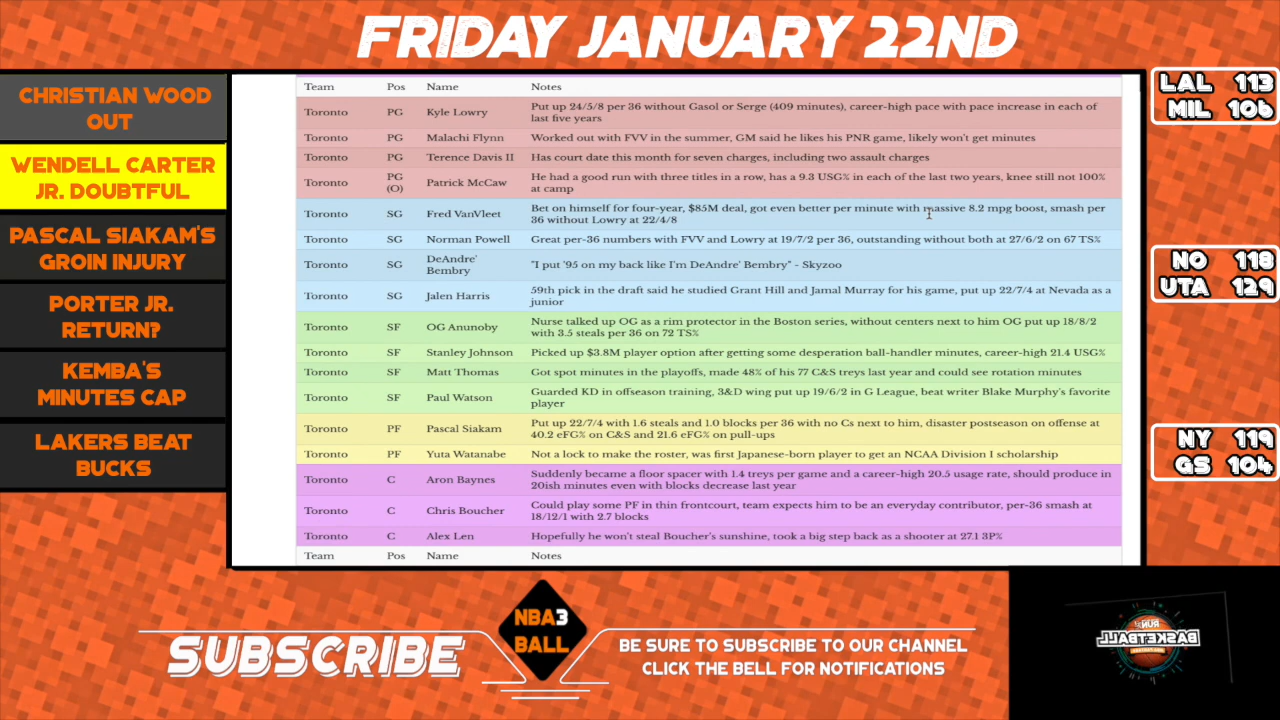 FRIDAY JANUARY 22ND
CHRISTIAN WOOD
OUT
WENDELL CARTER
JR. DOUBTFUL
PASCAL SIAKAM'S
GROIN INJURY
PORTER JR.
RETURN?
KEMBA'S
MINUTES CAP
LAKERS BEAT
BUCKS
Team Pos Name Notes
Toronto PG Kyle Lowry Put up 24/5/8 per 36 without Gasol or Serge (409 minutes), career-high pace with pace increase in each of
last five years
Toronto PG Malachi Flynn Worked out with FVV in the summer, GM said he likes his PNR game, likely won't get minutes
Toronto PG Terence Davis II Has court date this month for seven charges, including two assault charges
Toronto PG (O) Patrick McCaw He had a good run with three titles in a row, has a 9.3 USG% in each of the last two years, knee still not 100%
at camp
Toronto SG Fred VanVleet Bet on himself for four-year, $85M deal, got even better per minute with massive 8.2 mpg boost, smash per
36 without Lowry at 22/4/8
Toronto SG Norman Powell Great per-36 numbers with FVV and Lowry at 19/7/2 per 36, outstanding without both at 27/6/2 on 67 TS%
Toronto SG DeAndre' Bembry "I put '95 on my back like I'm DeAndre' Bembry" - Skyzoo
Toronto SG Jalen Harris 59th pick in the draft said he studied Grant Hill and Jamal Murray for his game, put up 22/7/4 at Nevada as a
junior
Toronto SF OG Anunoby Nurse talked up OG as a rim protector in the Boston series, without centers next to him OG put up 18/8/2
with 3.5 steals per 36 on 72 TS%
Toronto SF Stanley Johnson Picked up $3.8M player option after getting some desperation ball-handler minutes, career-high 21.4 USG%
Toronto SF Matt Thomas Got spot minutes in the playoffs, made 48% of his 77 C&S treys last year and could see rotation minutes
Toronto SF Paul Watson Guarded KD in offseason training, 3&D wing put up 19/6/2 in G League, beat writer Blake Murphy's favorite
player
Toronto PF Pascal Siakam Put up 22/7/4 with 1.6 steals and 1.0 blocks per 36 with no Cs next to him, disaster postseason on offense at
40.2 eFG% on C&S and 21.6 eFG% on pull-ups
Toronto PF Yuta Watanabe Not a lock to make the roster, was first Japanese-born player to get an NCAA Division I scholarship
Toronto C Aron Baynes Suddenly became a floor spacer with 1.4 treys per game and a career-high 20.5 usage rate, should produce in
20ish minutes even with blocks decrease last year
Toronto C Chris Boucher Could play some PF in thin frontcourt, team expects him to be an everyday contributor, per-36 smash at
18/12/1 with 2.7 blocks
Toronto C Alex Len Hopefully he won't steal Boucher's sunshine, took a big step back as a shooter at 27.1 3P%
Team Pos Name Notes
LAL 113
MIL 106
NO 118
UTA 129
NY 119
GS 104
SUBSCRIBE
NBA3
BALL
BE SURE TO SUBSCRIBE TO OUR CHANNEL
CLICK THE BELL FOR NOTIFICATIONS
RUN
BASKETBALL